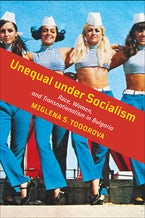 Unequal under Socialism
Race, Women,
and Transnationalism in Bulgaria
MIGLENA S. TODOROVA